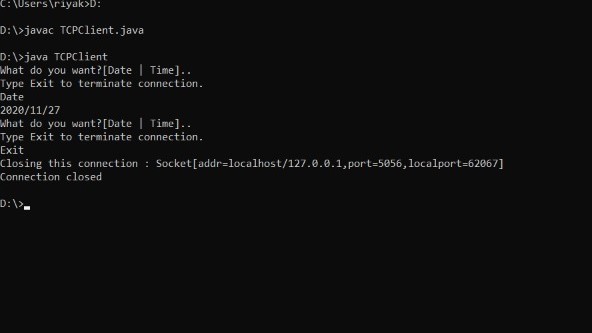 C:\Users\riyak>D:
D:\>javac TCPClient.java
D:\>java TCPClient
What do you want?[Date | Time]..
Type Exit to terminate connection.
Date
2020/11/27
What do you want?[Date | Time]..
Type Exit to terminate connection.
Exit
Closing this connection : Socket[addr=localhost/127.0.0.1,port=5056,localport=62067]
Connection closed
D:\>